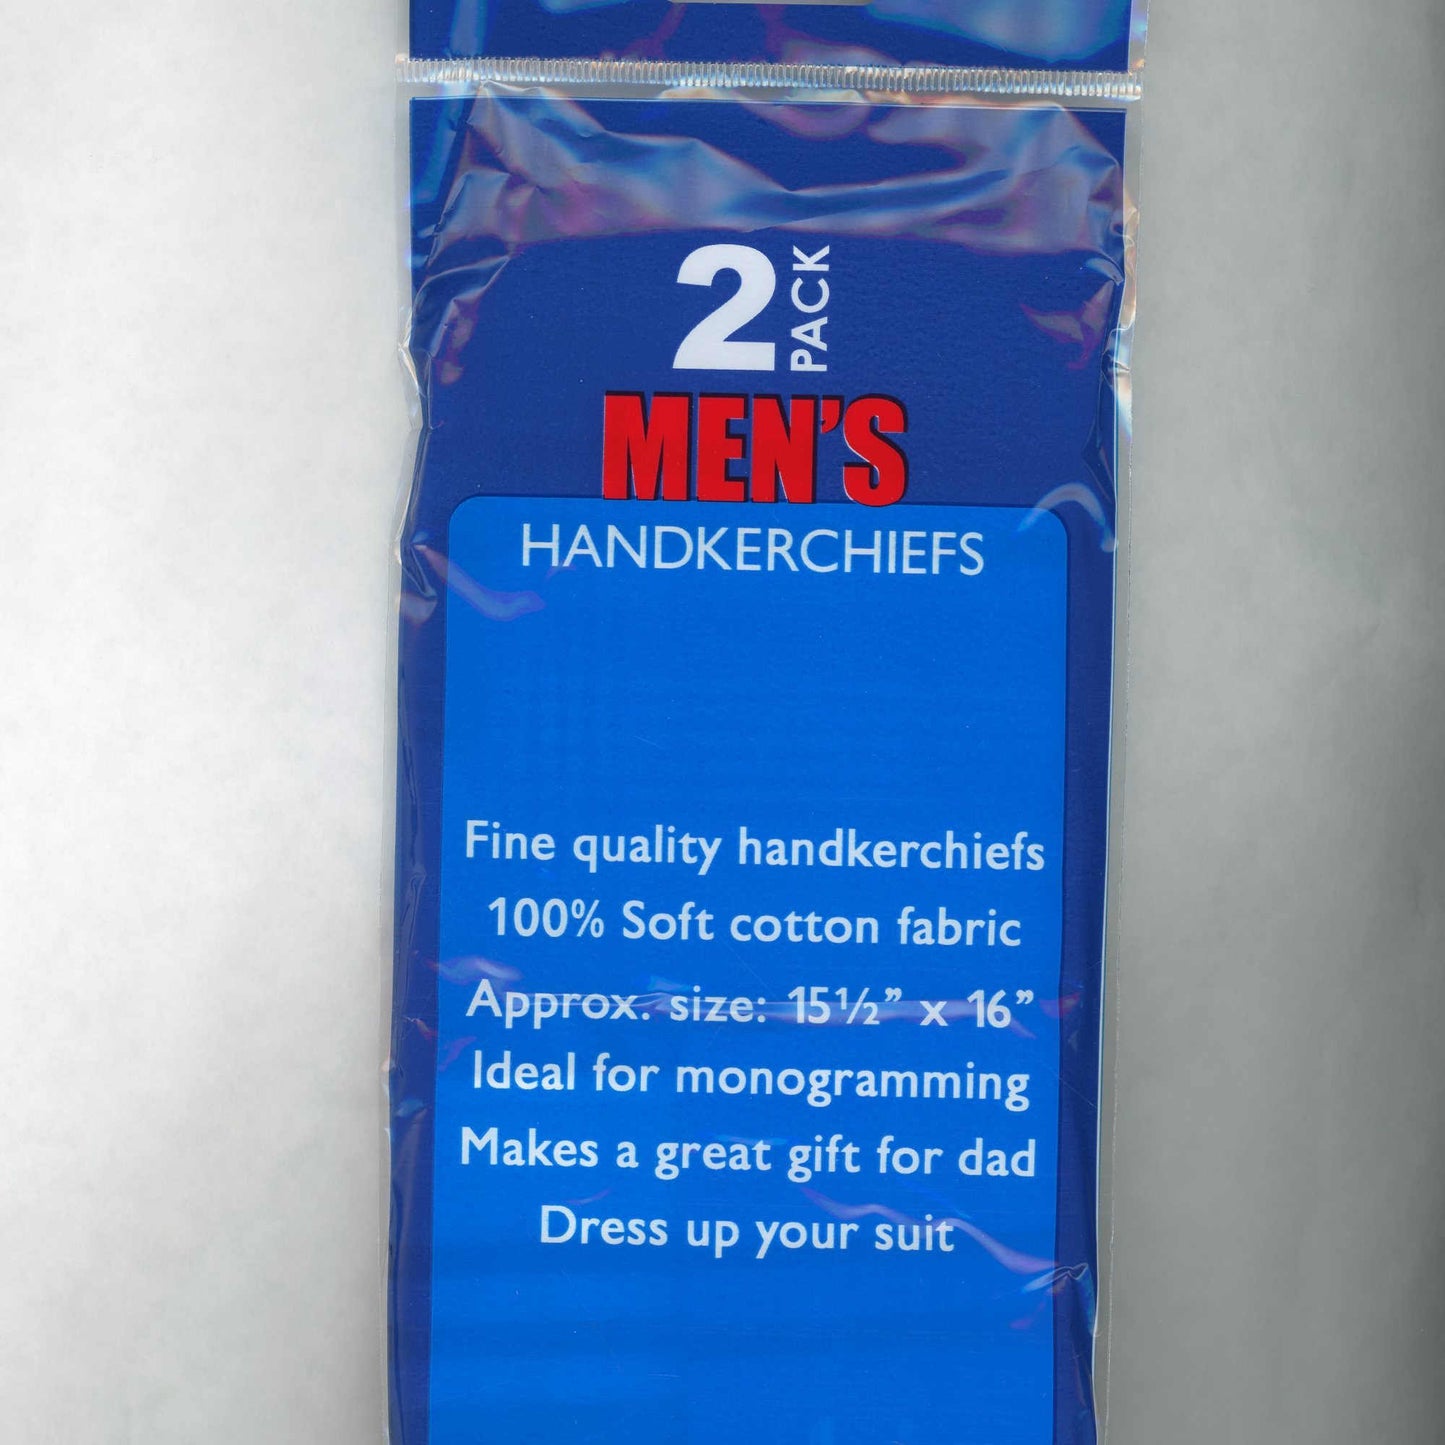 2 PACK
MEN'S
HANDKERCHIEFS
Fine quality handkerchiefs
100% Soft cotton fabric
Approx. size: 15½” x 16”
Ideal for monogramming
Makes a great gift for dad
Dress up your suit